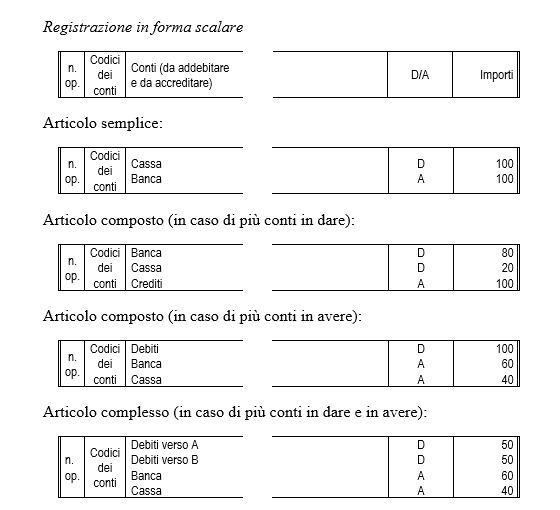 Registrazione in forma scalare
n. op. Codici dei conti Conti (da addebitare e da accreditare) D/A Importi
Articolo semplice:
n. op. Codici dei conti
Cassa D 100
Banca A 100
Articolo composto (in caso di più conti in dare):
n. op. Codici dei conti
Banca D 80
Cassa D 20
Crediti A 100
Articolo composto (in caso di più conti in avere):
n. op. Codici dei conti
Debiti D 100
Banca A 60
Cassa A 40
Articolo complesso (in caso di più conti in dare e in avere):
n. op. Codici dei conti
Debiti verso A D 50
Debiti verso B D 50
Banca A 60
Cassa A 40